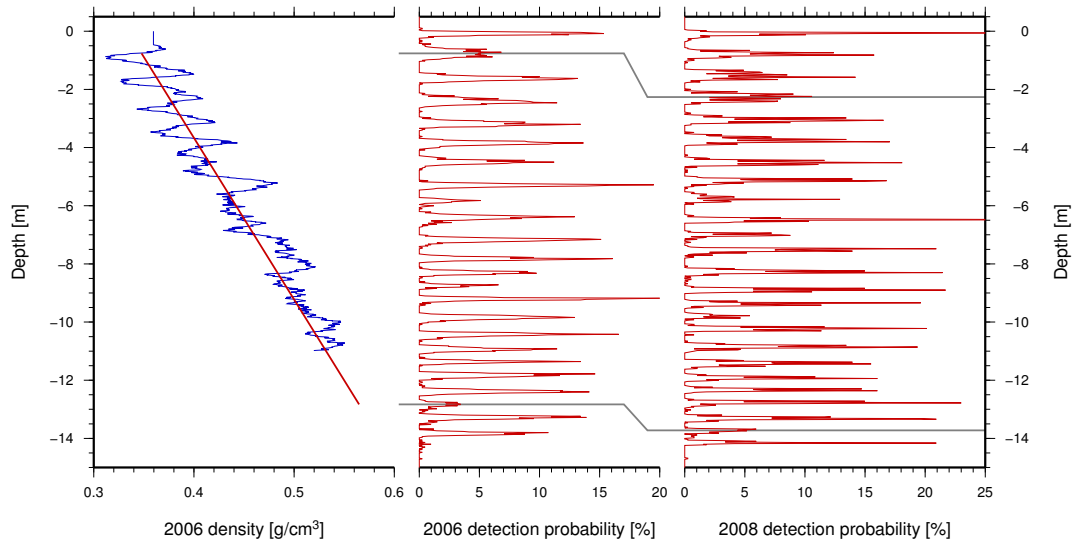 0
−2
−4
−6
−8
−10
−12
−14
Depth [m]
0.3 0.4 0.5 0.6
2006 density [g/cm³]
0 5 10 15 20
2006 detection probability [%]
0 5 10 15 20 25
2008 detection probability [%]
0
−2
−4
−6
−8
−10
−12
−14
Depth [m]